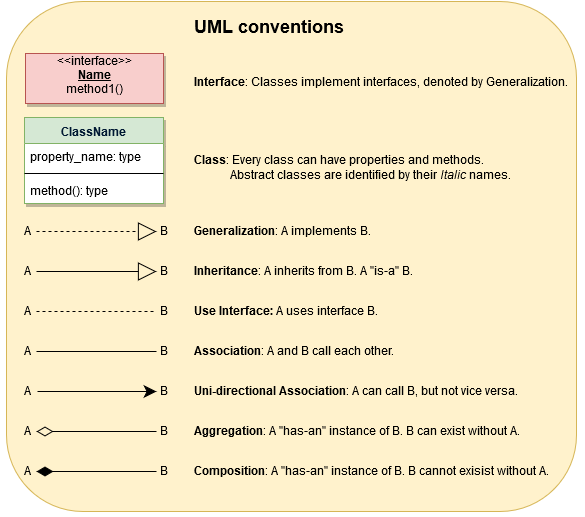 UML conventions
<<interface>>
Name
method1()
Interface: Classes implement interfaces, denoted by Generalization.
ClassName
property_name: type
method(): type
Class: Every class can have properties and methods.
Abstract classes are identified by their Italic names.
A B Generalization: A implements B.
A B Inheritance: A inherits from B. A "is-a" B.
A B Use Interface: A uses interface B.
A B Association: A and B call each other.
A B Uni-directional Association: A can call B, but not vice versa.
A B Aggregation: A "has-an" instance of B. B can exist without A.
A B Composition: A "has-an" instance of B. B cannot exisist without A.